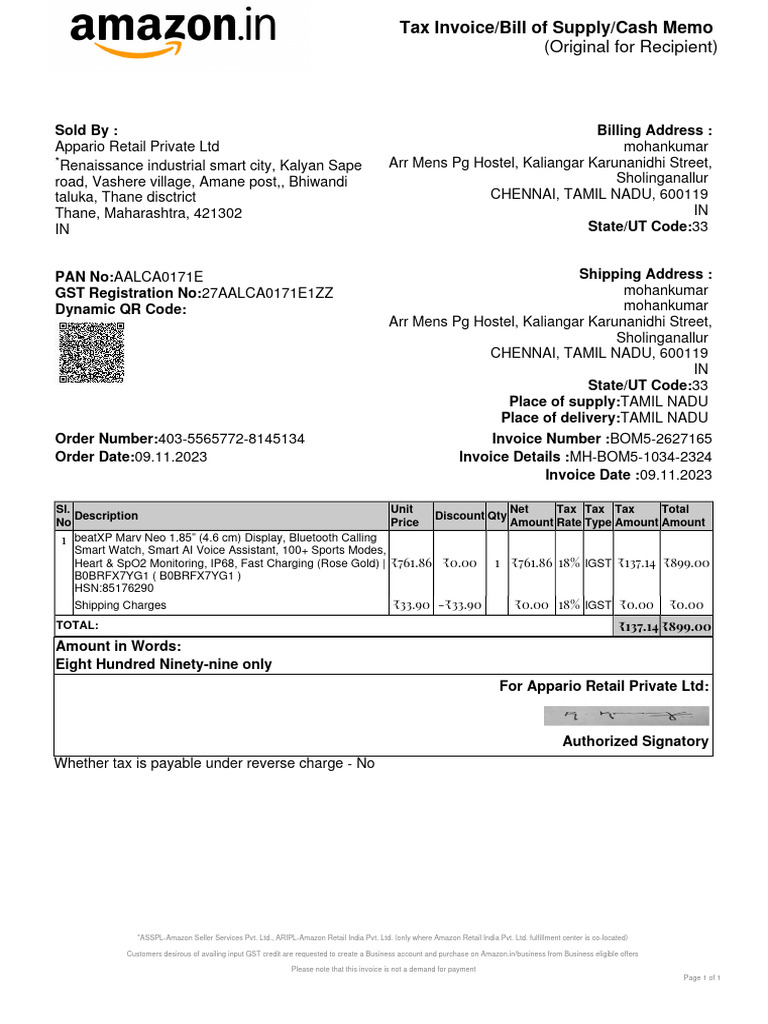 amazon.in
Tax Invoice/Bill of Supply/Cash Memo
(Original for Recipient)
Sold By :
Appario Retail Private Ltd
*Renaissance industrial smart city, Kalyan Sape
road, Vashere village, Amane post,, Bhiwandi
taluka, Thane disctrict
Thane, Maharashtra, 421302
IN
Billing Address :
mohankumar
Arr Mens Pg Hostel, Kaliangar Karunanidhi Street,
Sholinganallur
CHENNAI, TAMIL NADU, 600119
IN
State/UT Code:33
PAN No:AALCA0171E
GST Registration No:27AALCA0171E1ZZ
Dynamic QR Code:
Shipping Address :
mohankumar
mohankumar
Arr Mens Pg Hostel, Kaliangar Karunanidhi Street,
Sholinganallur
CHENNAI, TAMIL NADU, 600119
IN
State/UT Code:33
Place of supply:TAMIL NADU
Place of delivery:TAMIL NADU
Order Number:403-5565772-8145134
Order Date:09.11.2023
Invoice Number :BOM5-2627165
Invoice Details :MH-BOM5-1034-2324
Invoice Date :09.11.2023
Sl. No Description Unit Price Discount Qty Net Amount Tax Rate Tax Type Tax Amount Total Amount
1 beatXP Marv Neo 1.85” (4.6 cm) Display, Bluetooth Calling
Smart Watch, Smart AI Voice Assistant, 100+ Sports Modes,
Heart & SpO2 Monitoring, IP68, Fast Charging (Rose Gold) | ₹761.86 ₹0.00 1 ₹761.86 18% IGST ₹137.14 ₹899.00
B0BRFX7YG1 ( B0BRFX7YG1 )
HSN:85176290
Shipping Charges ₹33.90 -₹33.90 ₹0.00 18% IGST ₹0.00 ₹0.00
TOTAL: ₹137.14 ₹899.00
Amount in Words:
Eight Hundred Ninety-nine only
For Appario Retail Private Ltd:
Authorized Signatory
Whether tax is payable under reverse charge - No
*ASSPL-Amazon Seller Services Pvt. Ltd., ARIPL-Amazon Retail India Pvt. Ltd. (only where Amazon Retail India Pvt. Ltd. fulfillment center is co-located)
Customers desirous of availing input GST credit are requested to create a Business account and purchase on Amazon.in/business from Business eligible offers
Please note that this invoice is not a demand for payment
Page 1 of 1